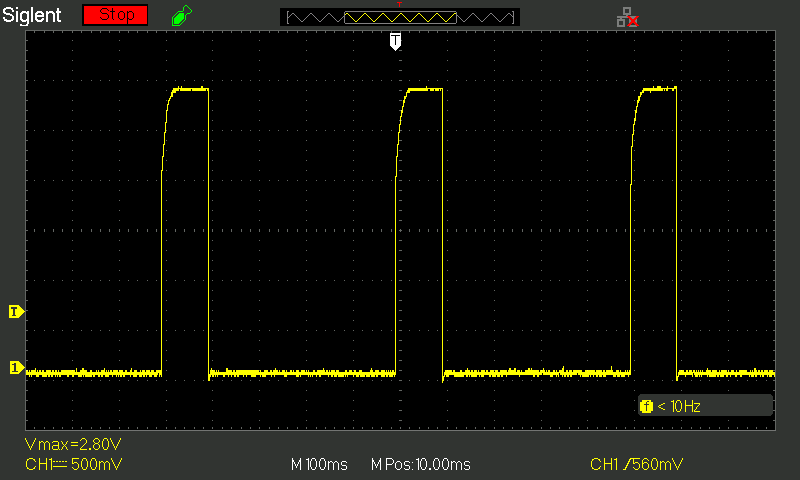 Siglent Stop
T
T
1
f < 10Hz
Vmax=2.80V
CH1 500mV M 100ms M Pos:10.00ms CH1 /560mV